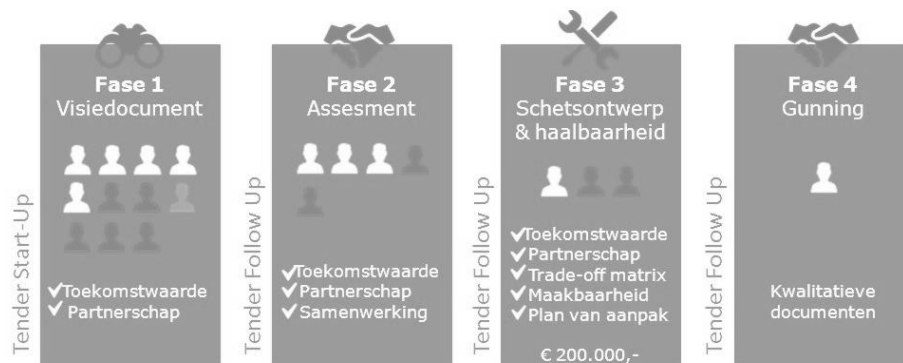 Tender Start-Up
Fase 1
Visiedocument
Toekomstwaarde
Partnerschap
Tender Follow Up
Fase 2
Assesment
Toekomstwaarde
Partnerschap
Samenwerking
Tender Follow Up
Fase 3
Schetsontwerp
& haalbaarheid
Toekomstwaarde
Partnerschap
Trade-off matrix
Maakbaarheid
Plan van aanpak
€ 200.000,-
Tender Follow Up
Fase 4
Gunning
Kwalitatieve
documenten